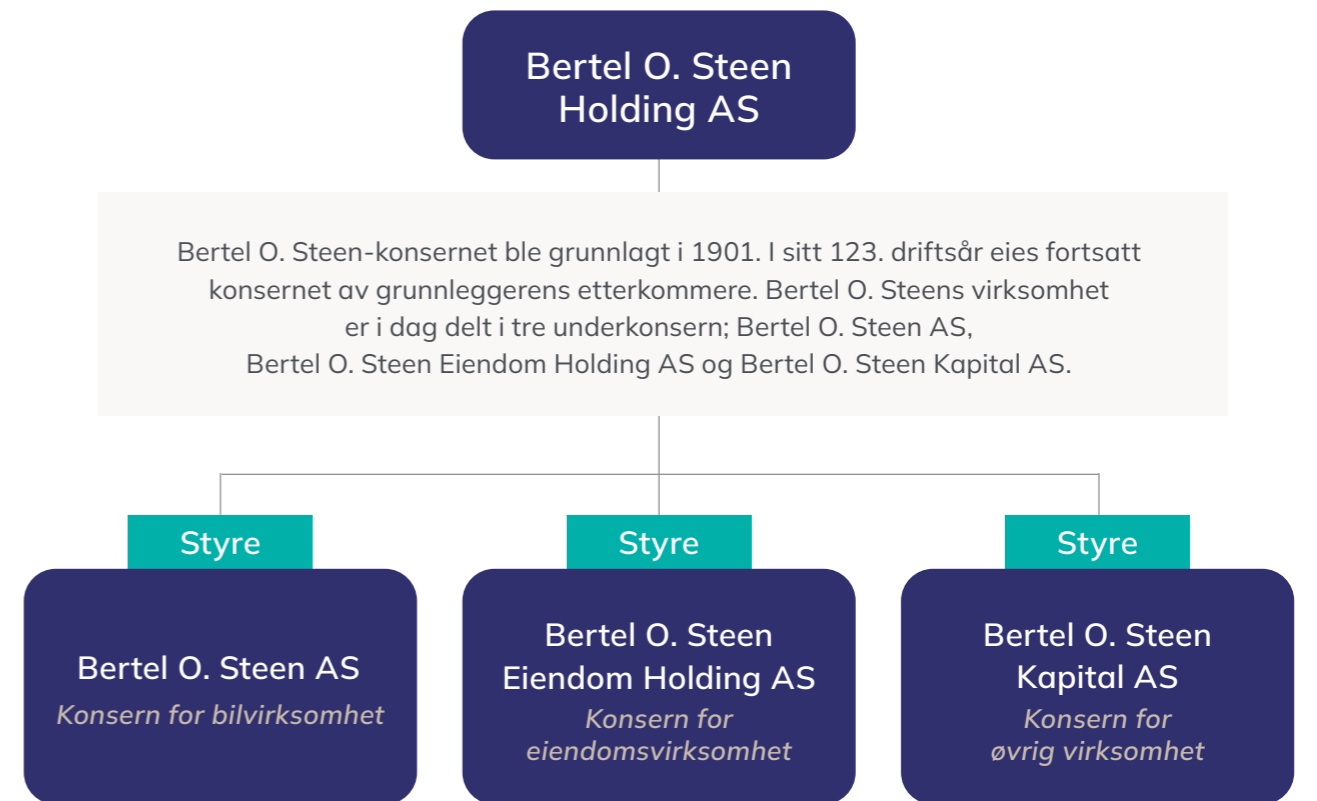 Bertel O. Steen
Holding AS
Bertel O. Steen-konsernet ble grunnlagt i 1901. I sitt 123. driftsår eies fortsatt
konsernet av grunnleggerens etterkommere. Bertel O. Steens virksomhet
er i dag delt i tre underkonsern; Bertel O. Steen AS,
Bertel O. Steen Eiendom Holding AS og Bertel O. Steen Kapital AS.
Styre
Bertel O. Steen AS
Konsern for bilvirksomhet
Styre
Bertel O. Steen
Eiendom Holding AS
Konsern for
eiendomsvirksomhet
Styre
Bertel O. Steen
Kapital AS
Konsern for
øvrig virksomhet